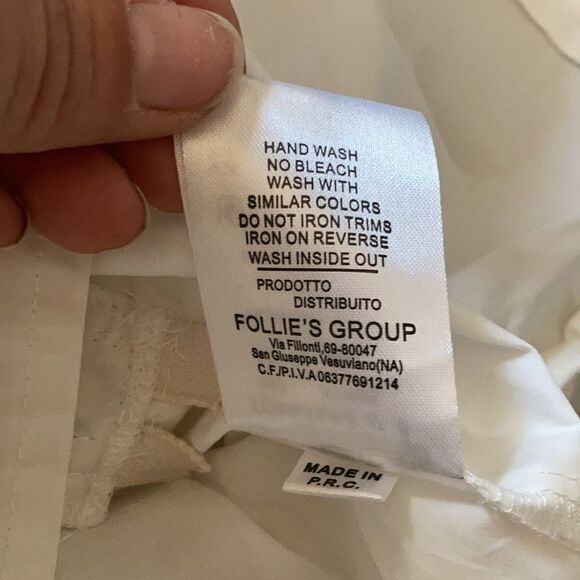 HAND WASH
NO BLEACH
WASH WITH
SIMILAR COLORS
DO NOT IRON TRIMS
IRON ON REVERSE
WASH INSIDE OUT
PRODOTTO
DISTRIBUITO
FOLLIE'S GROUP
Via Filionti,69-80047
San Giuseppe Vesuviano(NA)
C.F./P.I.V.A 06377691214
MADE IN
P.R.C.